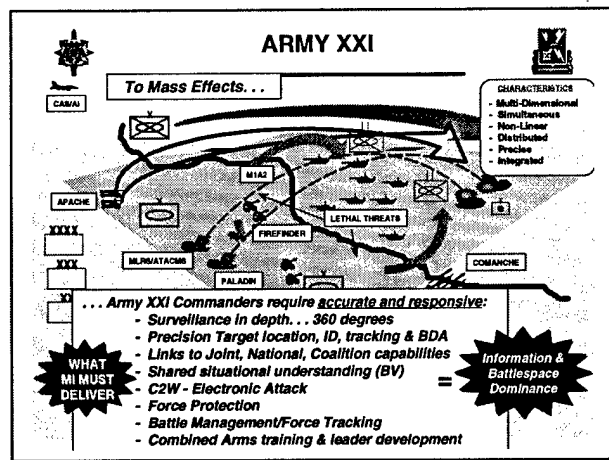 ARMY XXI
To Mass Effects. . .
CAS/AI
CHARACTERISTICS
- Multi-Dimensional
- Simultaneous
- Non-Linear
- Distributed
- Precise
- Integrated
X
M1A2
APACHE
LETHAL THREATS
FIREFINDER
XXXX
MLRS/ATACMS
XXX
PALADIN
COMANCHE
XX
. . . Army XXI Commanders require accurate and responsive:
- Surveillance in depth. . . 360 degrees
- Precision Target location, ID, tracking & BDA
- Links to Joint, National, Coalition capabilities
- Shared situational understanding (BV)
- C2W - Electronic Attack
- Force Protection
- Battle Management/Force Tracking
- Combined Arms training & leader development
WHAT
MI MUST
DELIVER
=
Information &
Battlespace
Dominance